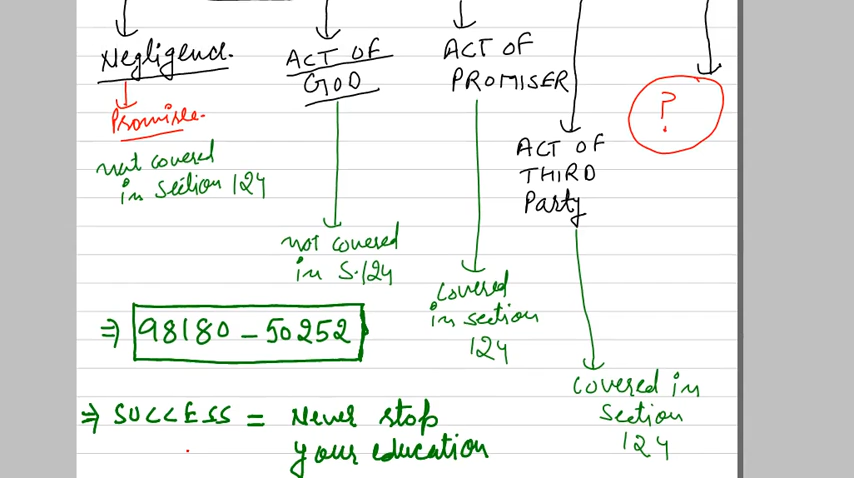 Negligence.
Promisee.
not covered
in section 124
ACT OF
GOD
not covered
in S.124
ACT OF
PROMISER
covered
in section
124
ACT OF
THIRD
Party
covered in
section
124
?
⇒ 98180 - 50252
⇒ SUCCESS = Never stop
your education